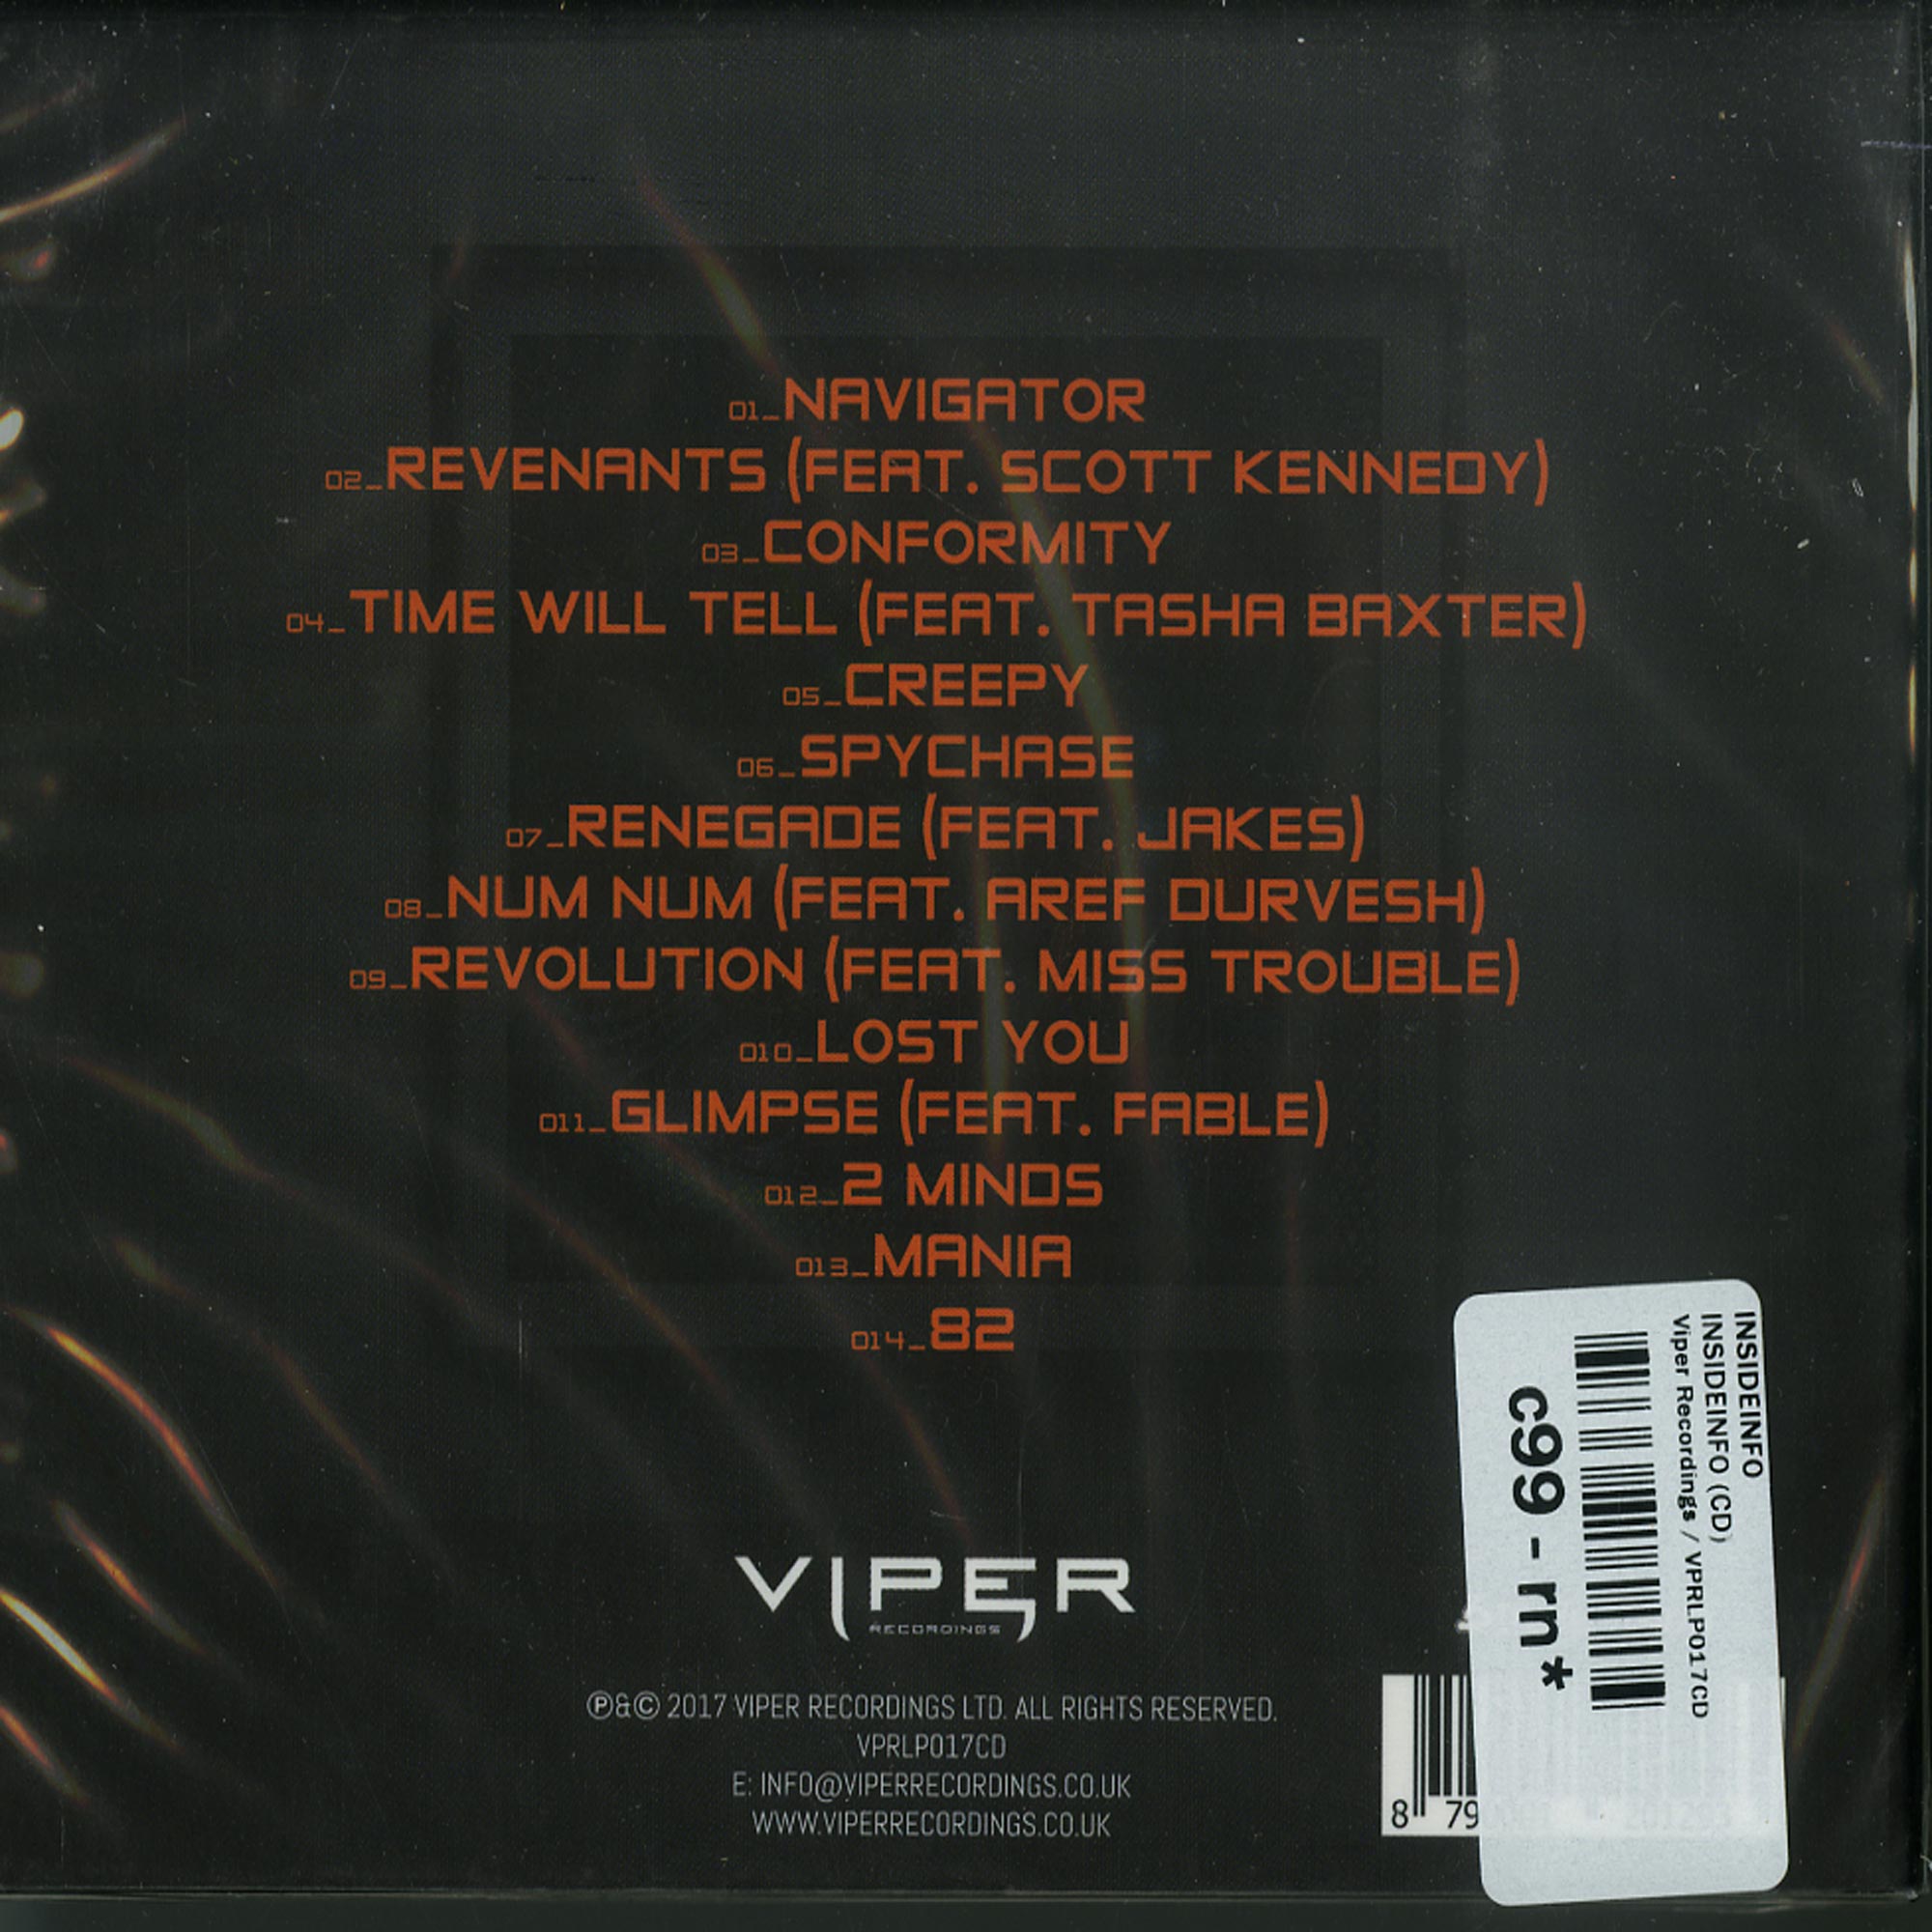 01_NAVIGATOR
02_REVENANTS (FEAT. SCOTT KENNEDY)
03_CONFORMITY
04_TIME WILL TELL (FEAT. TASHA BAXTER)
05_CREEPY
06_SPYCHASE
07_RENEGADE (FEAT. JAKES)
08_NUM NUM (FEAT. AREF DURVESH)
09_REVOLUTION (FEAT. MISS TROUBLE)
010_LOST YOU
011_GLIMPSE (FEAT. FABLE)
012_2 MINDS
013_MANIA
014_82
VIPER
RECORDINGS
℗&© 2017 VIPER RECORDINGS LTD. ALL RIGHTS RESERVED.
VPRLP017CD
E: INFO@VIPERRECORDINGS.CO.UK
WWW.VIPERRECORDINGS.CO.UK
INSIDEINFO
INSIDEINFO (CD)
Viper Recordings / VPRLP017CD
c99 - rn*
8 79